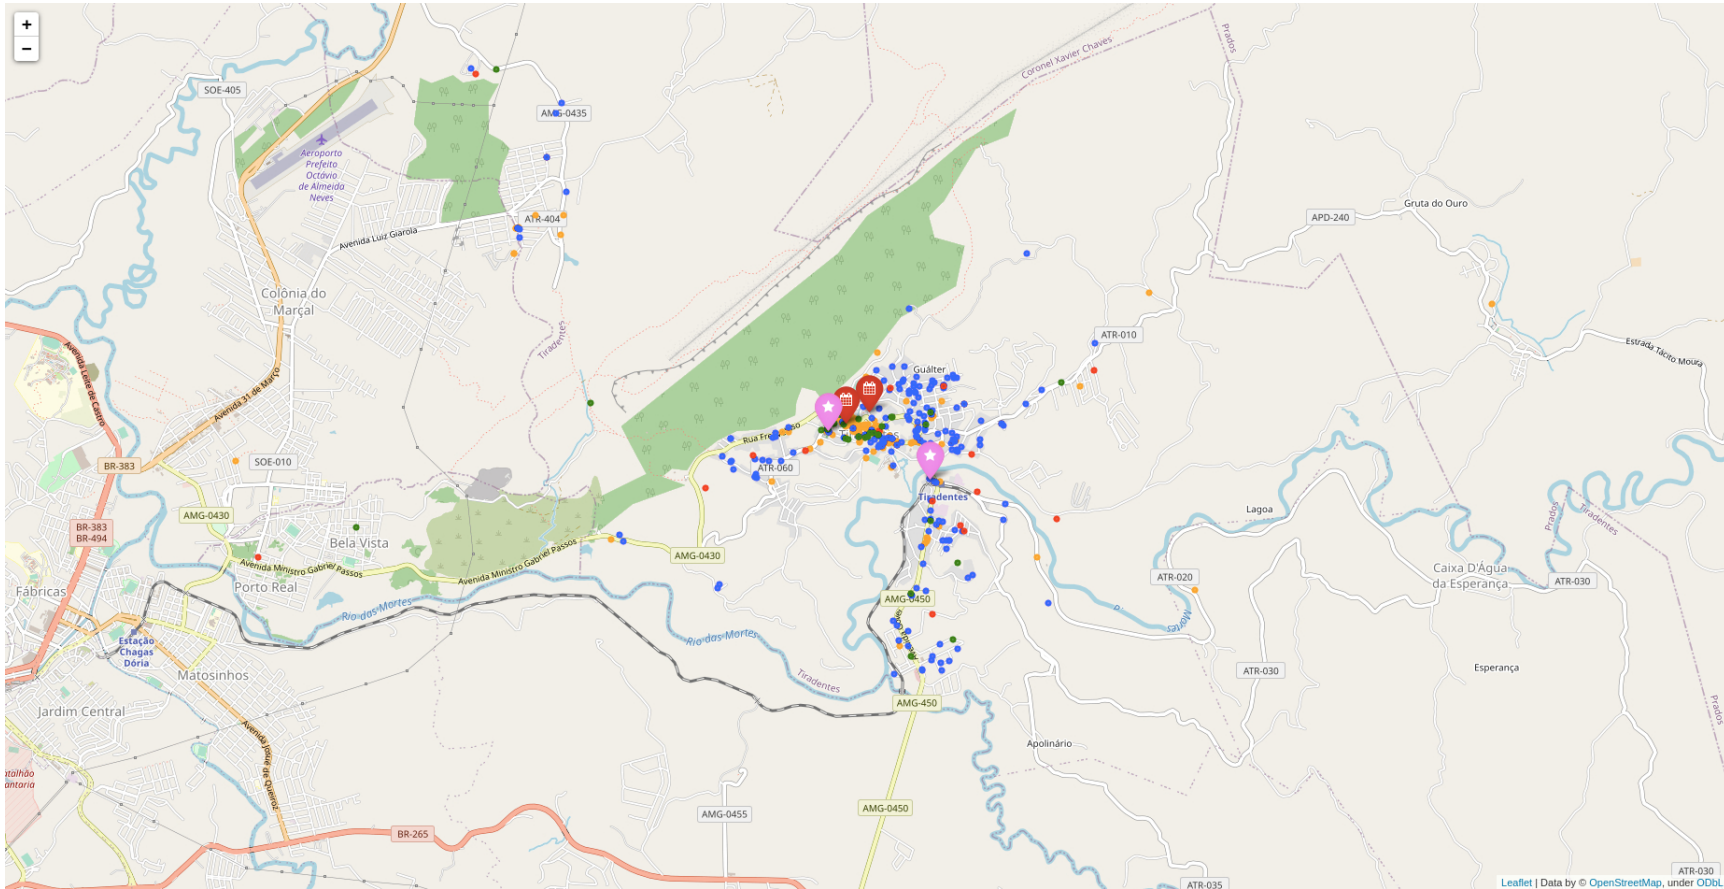 +
−
SOE-405
Aeroporto
Prefeito
Octávio
de Almeida
Neves
AMG-0435
Coronel Xavier Chaves
Prados
ATR-404
Avenida Luiz Giarola
APD-240
Gruta do Ouro
Colônia do
Marçal
Tiradentes
ATR-010
Estrada Tácito Moura
Avenida Leite de Castro
Avenida 31 de Março
Guálter
BR-383
SOE-010
ATR-060
AMG-0430
Tiradentes
Lagoa
Prados
Tiradentes
BR-383
BR-494
Bela Vista
AMG-0430
Avenida Ministro Gabriel Passos
Avenida Ministro Gabriel Passos
Porto Real
Fábricas
Caixa D'Água
da Esperança
ATR-020
ATR-030
AMG-0450
Rio das Mortes
Rio das Mortes
Mortes
Estação
Chagas
Dória
Matosinhos
Tiradentes
ATR-030
Esperança
Jardim Central
AMG-450
Prados
Avenida Josué de Queiroz
Apolinário
AMG-0455
AMG-0450
BR-265
ATR-030
ATR-035
Leaflet | Data by © OpenStreetMap, under ODbL